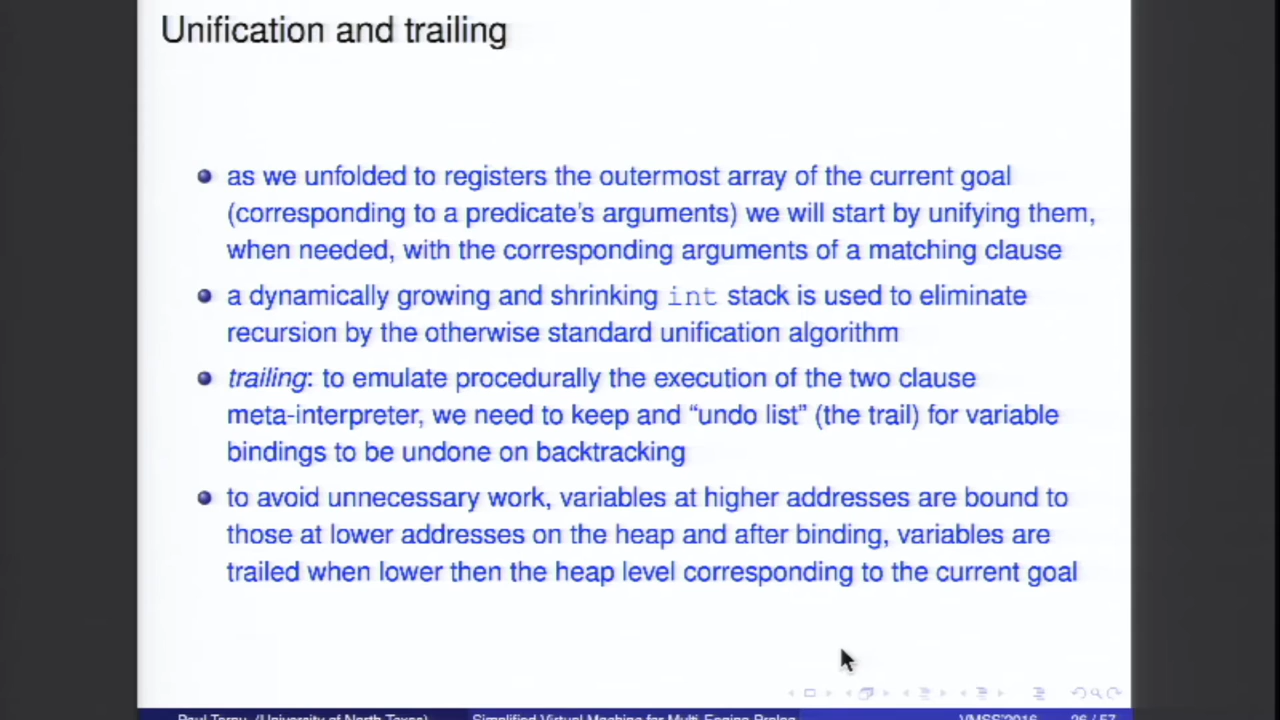 Unification and trailing
as we unfolded to registers the outermost array of the current goal
(corresponding to a predicate's arguments) we will start by unifying them,
when needed, with the corresponding arguments of a matching clause
a dynamically growing and shrinking int stack is used to eliminate
recursion by the otherwise standard unification algorithm
trailing: to emulate procedurally the execution of the two clause
meta-interpreter, we need to keep and “undo list” (the trail) for variable
bindings to be undone on backtracking
to avoid unnecessary work, variables at higher addresses are bound to
those at lower addresses on the heap and after binding, variables are
trailed when lower then the heap level corresponding to the current goal
Paul Tarau (University of North Texas) Simplified Virtual Machine for Multi-Engine Prolog VMSS'2016 26 / 57